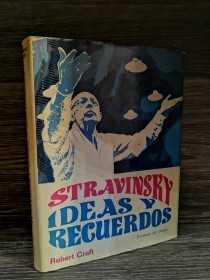 STRAVINSKY
IDEAS Y
RECUERDOS
Robert Craft